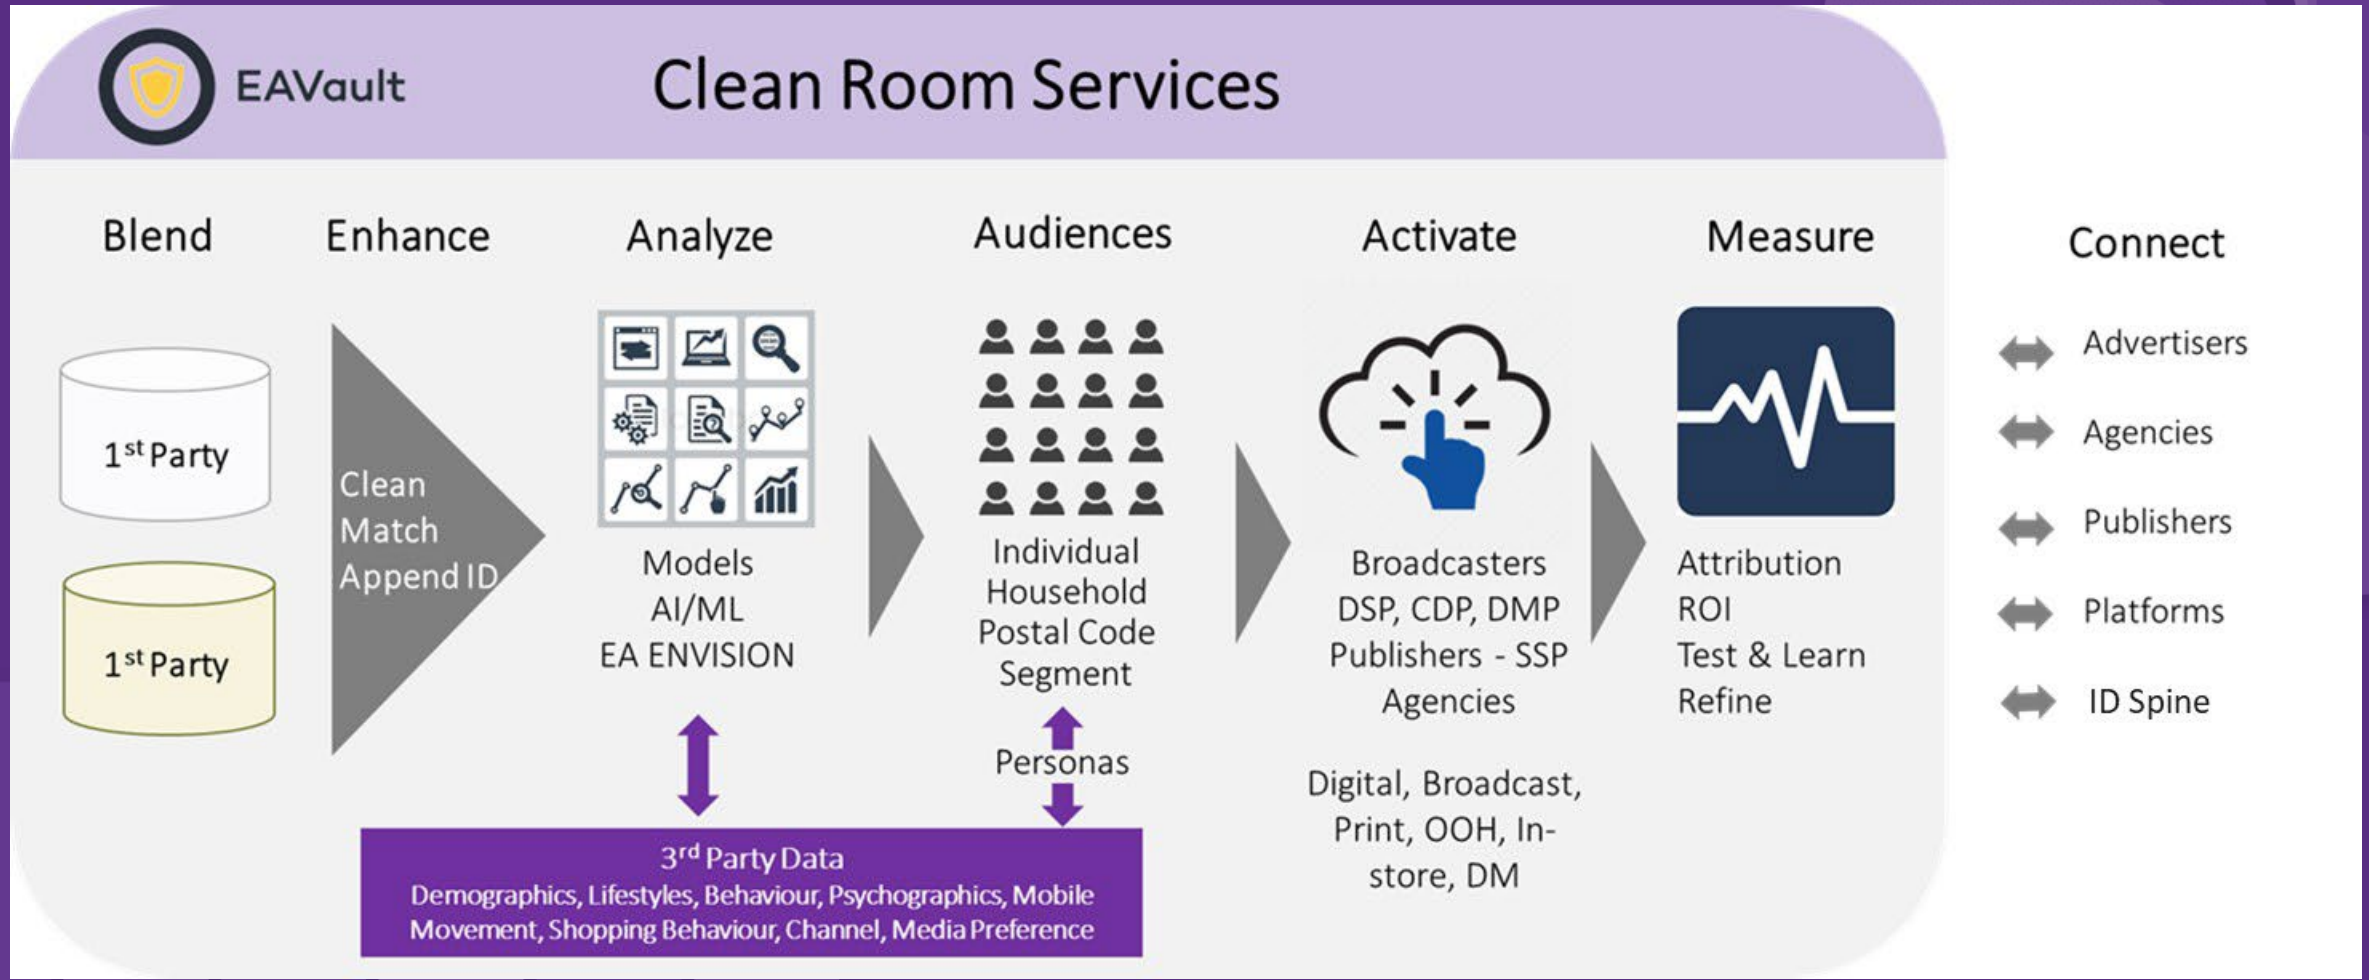 EAVault
Clean Room Services
Blend
Enhance
Analyze
Audiences
Activate
Measure
Connect
1st Party
1st Party
Clean
Match
Append ID
Models
AI/ML
EA ENVISION
Individual
Household
Postal Code
Segment
Personas
3rd Party Data
Demographics, Lifestyles, Behaviour, Psychographics, Mobile
Movement, Shopping Behaviour, Channel, Media Preference
Broadcasters
DSP, CDP, DMP
Publishers - SSP
Agencies
Digital, Broadcast,
Print, OOH, In-
store, DM
Attribution
ROI
Test & Learn
Refine
Advertisers
Agencies
Publishers
Platforms
ID Spine